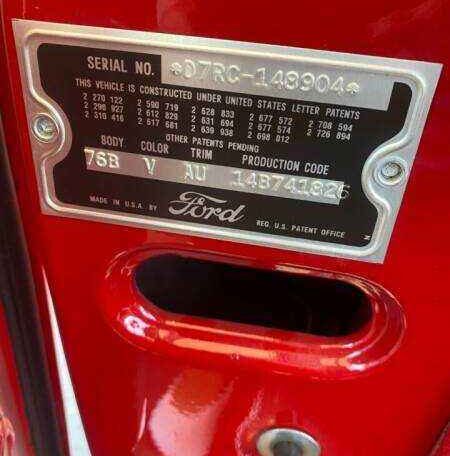 SERIAL NO. *D7RC-148904*
THIS VEHICLE IS CONSTRUCTED UNDER UNITED STATES LETTER PATENTS
2 270 122 2 590 719 2 628 833 2 677 572 2 708 594
2 296 927 2 612 829 2 631 694 2 677 574 2 726 894
2 310 416 2 617 681 2 639 938 2 698 012
OTHER PATENTS PENDING
BODY COLOR TRIM PRODUCTION CODE
76B V AU 14B741826
MADE IN U.S.A. BY Ford REG. U.S. PATENT OFFICE